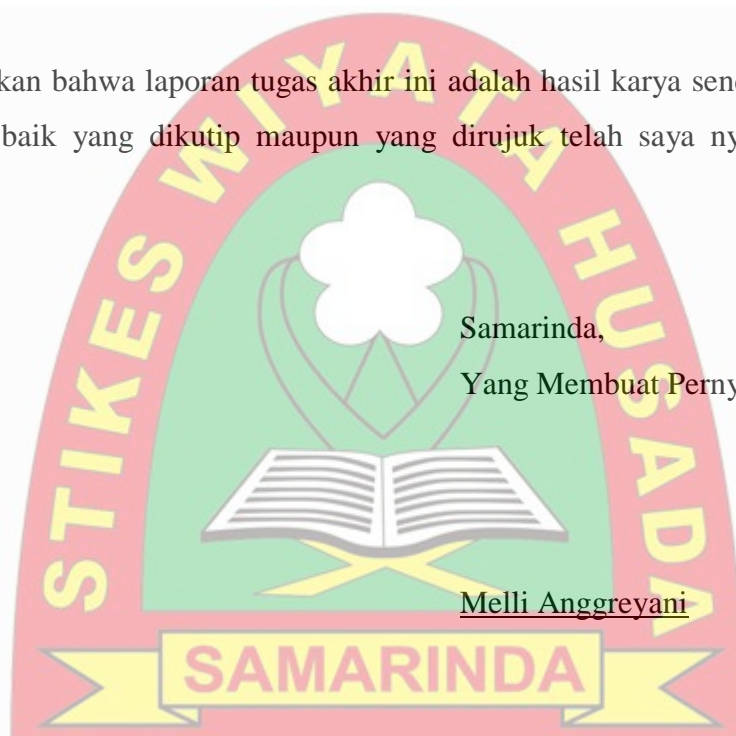 kan bahwa laporan tugas akhir ini adalah hasil karya send
baik yang dikutip maupun yang dirujuk telah saya ny
STIKES WIYATA HUSADA
Samarinda,
Yang Membuat Perny
Melli Anggreyani
SAMARINDA